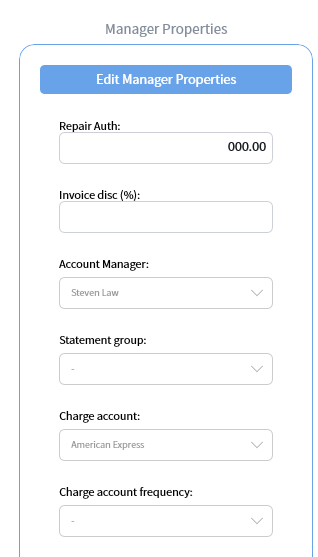 Manager Properties
Edit Manager Properties
Repair Auth:
000.00
Invoice disc (%):
Account Manager:
Steven Law
Statement group:
-
Charge account:
American Express
Charge account frequency:
-